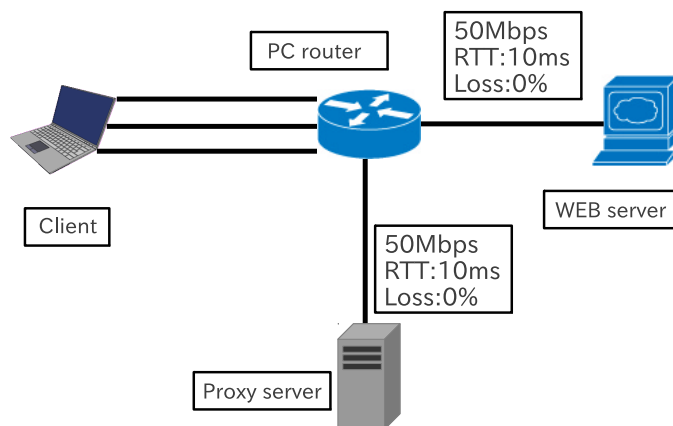 PC router
50Mbps
RTT:10ms
Loss:0%
Client
WEB server
50Mbps
RTT:10ms
Loss:0%
Proxy server